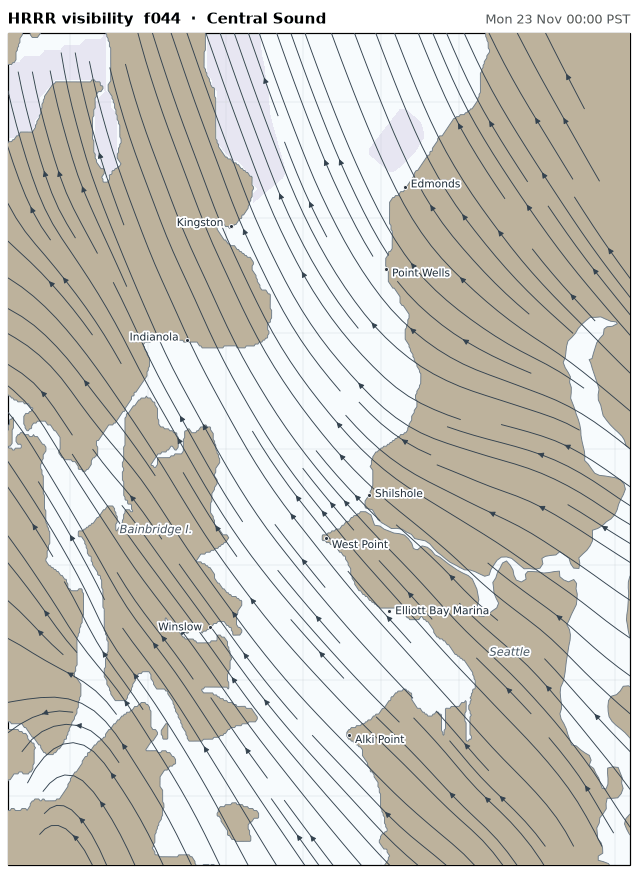 HRRR visibility f044 · Central Sound
Mon 23 Nov 00:00 PST
Edmonds
Kingston
Point Wells
Indianola
Shilshole
Bainbridge I.
West Point
Elliott Bay Marina
Winslow
Seattle
Alki Point